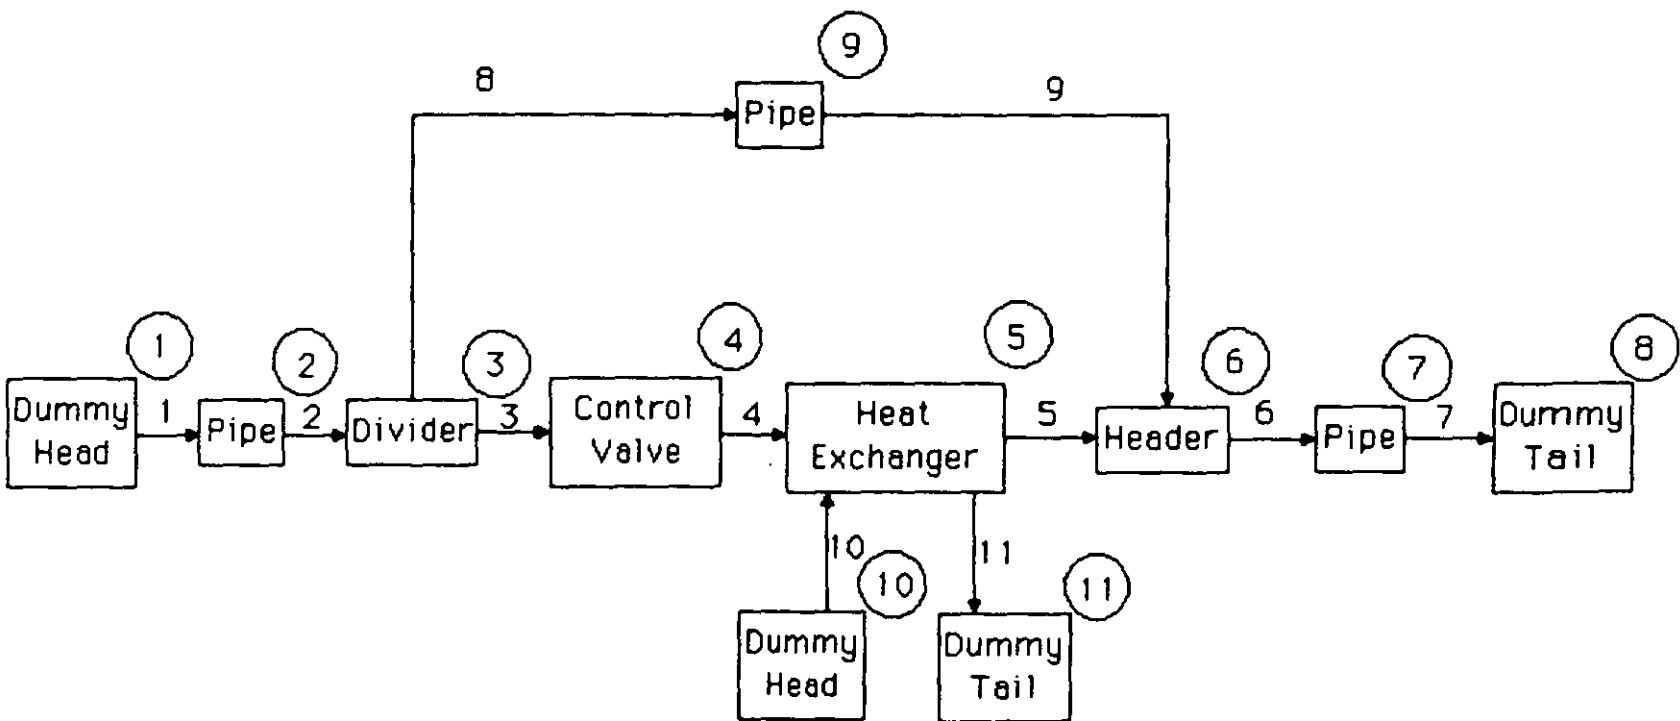 9
8
Pipe
9
1
2
3
4
5
6
7
8
Dummy
Head
1
Pipe
2
Divider
3
Control
Valve
4
Heat
Exchanger
5
Header
6
Pipe
7
Dummy
Tail
10
10
11
11
Dummy
Head
Dummy
Tail